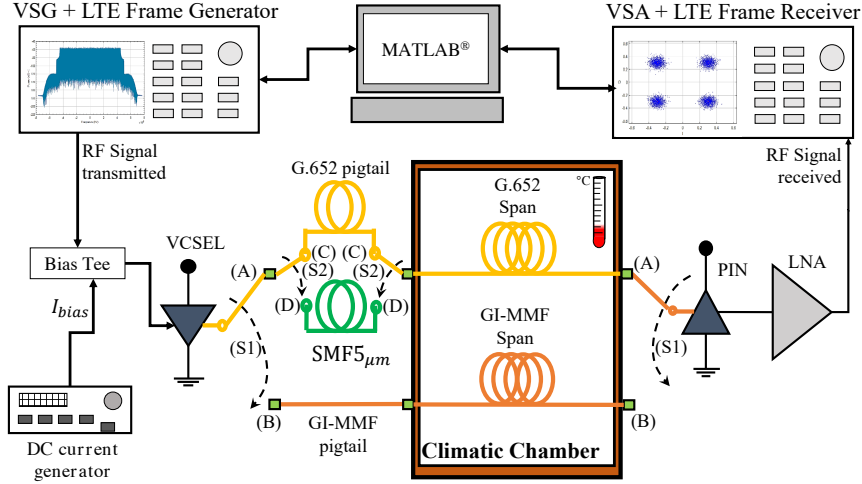 VSG + LTE Frame Generator
VSA + LTE Frame Receiver
MATLAB®
RF Signal
transmitted
G.652 pigtail
G.652
Span
°C
RF Signal
received
VCSEL
Bias Tee
(A)
(C)
(C)
(S2)
(S2)
(A)
PIN
LNA
I_bias
(D)
(D)
(S1)
SMF5μm
GI-MMF
Span
(S1)
(B)
GI-MMF
pigtail
(B)
Climatic Chamber
DC current
generator